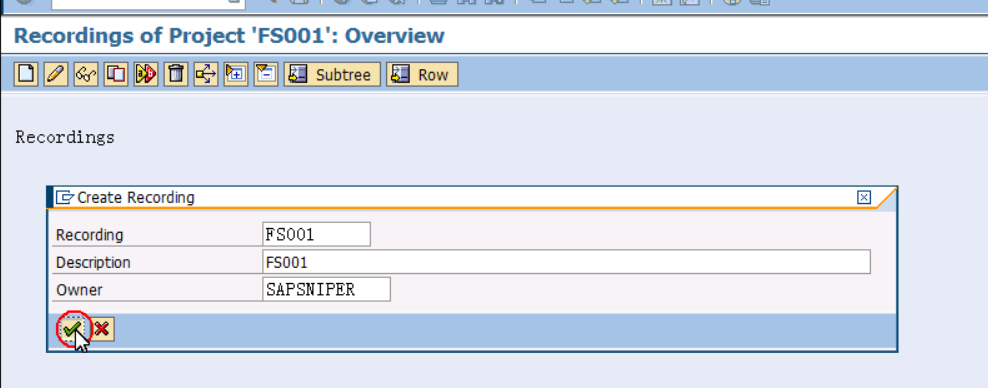 Recordings of Project 'FS001': Overview
Subtree Row
Recordings
Create Recording
Recording FS001
Description FS001
Owner SAPSNIPER